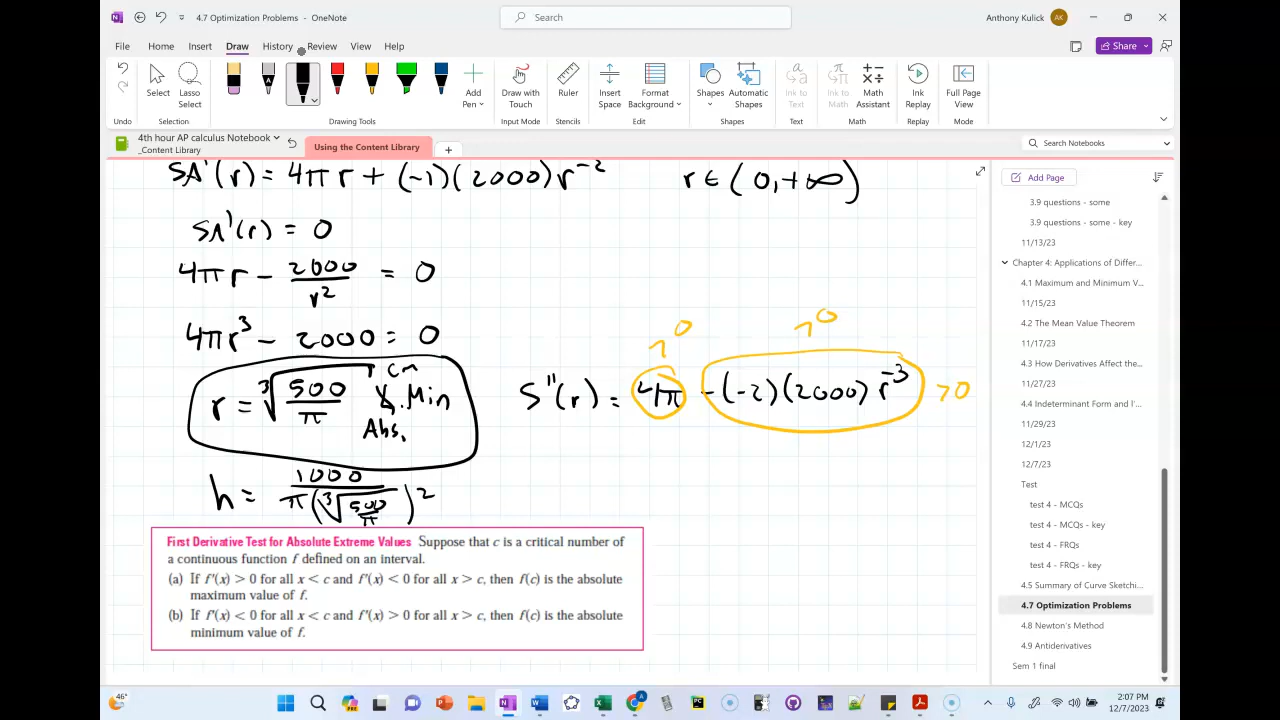 4.7 Optimization Problems - OneNote
Search
Anthony Kulick
AK
File Home Insert Draw History Review View Help
Share
Undo
Select
Lasso Select
Selection
Drawing Tools
Add Pen
Draw with Touch
Input Mode
Ruler
Stencils
Insert Space
Format Background
Edit
Shapes
Automatic Shapes
Shapes
Ink to Text
Text
Ink to Math
Math Assistant
Math
Ink Replay
Replay
Full Page View
Mode
4th hour AP calculus Notebook
_Content Library
Using the Content Library
Search Notebooks
Add Page
SA'(r) = 4πr + (-1)(2000)r^-2
r ∈ (0, +∞)
SA'(r) = 0
4πr - 2000/r^2 = 0
4πr^3 - 2000 = 0
r = ∛(500/π) cm
Min
Abs.
S''(r) = 4π - (-2)(2000)r^-3 >0
>0
>0
h = 1000/π(∛(500/π))^2
First Derivative Test for Absolute Extreme Values Suppose that c is a critical number of
a continuous function f defined on an interval.
(a) If f'(x) > 0 for all x < c and f'(x) < 0 for all x > c, then f(c) is the absolute
maximum value of f.
(b) If f'(x) < 0 for all x < c and f'(x) > 0 for all x > c, then f(c) is the absolute
minimum value of f.
3.9 questions - some
3.9 questions - some - key
11/13/23
Chapter 4: Applications of Differ...
4.1 Maximum and Minimum V...
11/15/23
4.2 The Mean Value Theorem
11/17/23
4.3 How Derivatives Affect the...
11/27/23
4.4 Indeterminant Form and l'...
11/29/23
12/1/23
12/7/23
Test
test 4 - MCQs
test 4 - MCQs - key
test 4 - FRQs
test 4 - FRQs - key
4.5 Summary of Curve Sketchi...
4.7 Optimization Problems
4.8 Newton's Method
4.9 Antiderivatives
Sem 1 final
46°
2:07 PM
12/7/2023